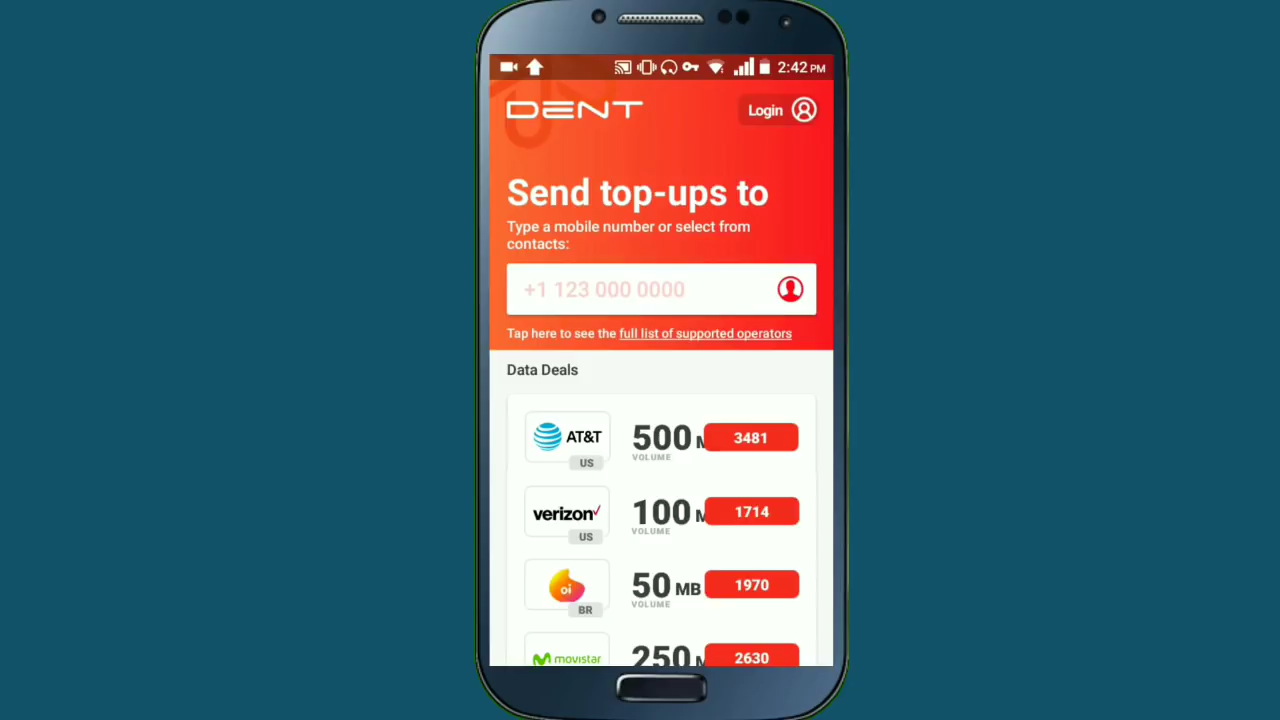 2:42 PM
DENT
Login
Send top-ups to
Type a mobile number or select from
contacts:
+1 123 000 0000
Tap here to see the full list of supported operators
Data Deals
AT&T
US
500 3481
VOLUME
verizon
US
100 1714
VOLUME
oi
BR
50 MB 1970
VOLUME
movistar
250 2630